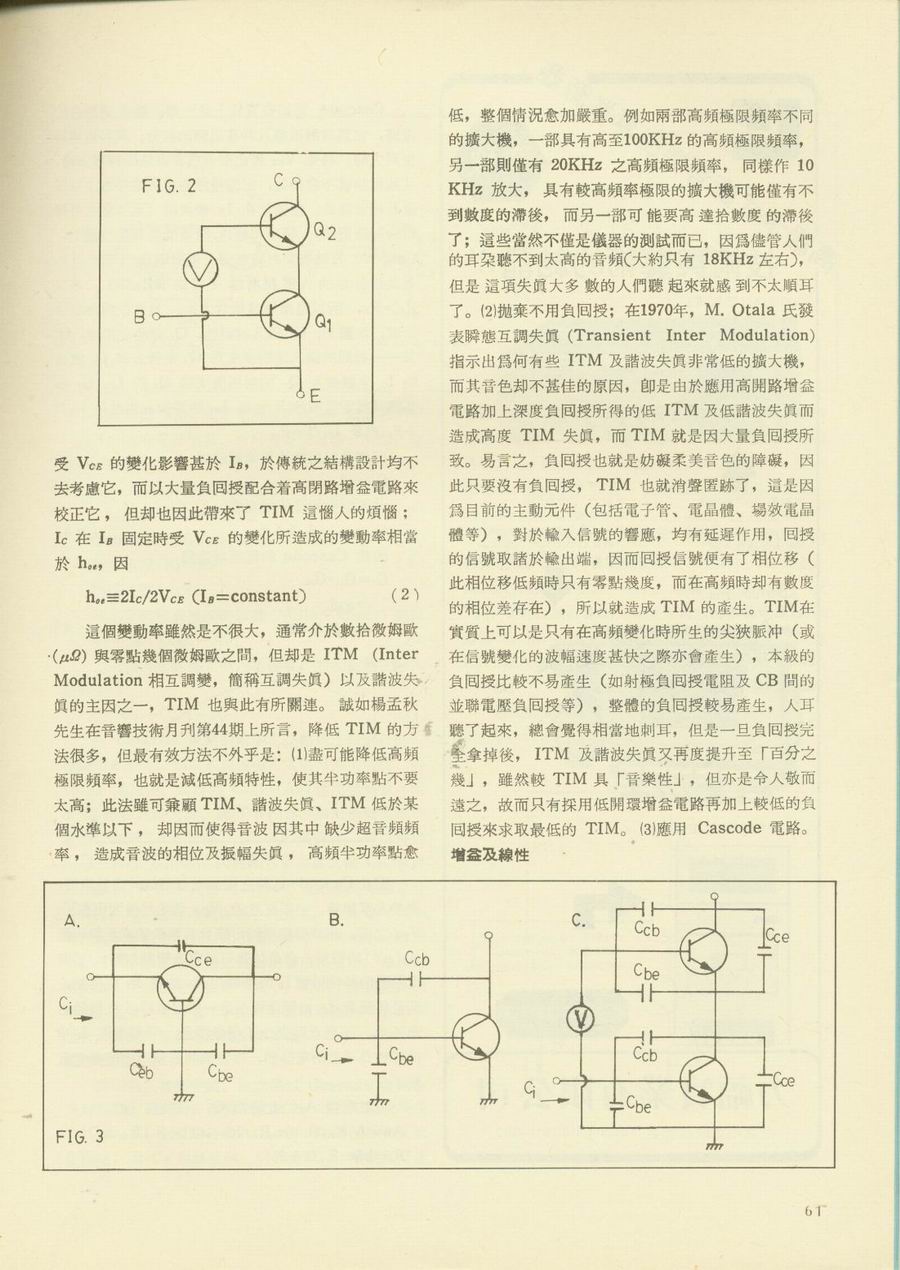 FIG. 2
C
Q2
V
B
Q1
E
受 VCE 的變化影響甚於 IB，於傳統之結構設計均不
去考慮它，而以大量負回授配合着高閉路增益電路來
校正它，但却也因此帶來了 TIM 這惱人的煩惱；
IC 在 IB 固定時受 VCE 的變化所造成的變動率相當
於 hoe，因
hoe≡2IC/2VCE (IB=constant) (2)
這個變動率雖然是不很大，通常介於數拾微姆歐
(μΩ) 與零點幾個微姆歐之問，但却是 ITM (Inter
Modulation 相互調變，簡稱互調失眞）以及諧波失
眞的主因之一，TIM 也與此有所關連。 誠如楊孟秋
先生在音響技術月刊第44期上所言，降低 TIM 的方
法很多，但最有效方法不外乎是：(1)盡可能降低高頻
極限頻率，也就是減低高頻特性，使其半功率點不要
太高；此法雖可兼顧 TIM、諧波失眞、ITM 低於某
個水準以下， 却因而使得音波因其中缺少超音頻頻
率， 造成音波的相位及振幅失眞， 高頻半功率點愈
低，整個情況愈加嚴重。例如兩部高頻極限頻率不同
的擴大機，一部具有高至100KHz 的高頻極限頻率，
另一部則僅有 20KHz 之高頻極限頻率， 同樣作 10
KHz 放大， 具有較高頻率極限的擴大機可能僅有不
到數度的滯後， 而另一部可能要高達拾數度的滯後
了；這些當然不僅是儀器的測試而已，因爲儘管人們
的耳朶聽不到太高的音頻(大約只有 18KHz 左右)，
但是這項失眞大多數的人們聽起來就感到不太順耳
了。(2)拋棄不用負回授；在1970年，M. Otala 氏發
表瞬態互調失眞 (Transient Inter Modulation)
指示出爲何有些 ITM 及諧波失眞非常低的擴大機，
而其音色却不甚佳的原因，卽是由於應用高開路增益
電路加上深度負回授所得的低 ITM 及低諧波失眞而
造成高度 TIM 失眞，而 TIM 就是因大量負回授所
致。易言之，負回授也就是妨礙柔美音色的障礙，因
此只要沒有負回授， TIM 也就消聲匿跡了，這是因
爲目前的主動元件（包括電子管、電晶體、場效電晶
體等），對於輸入信號的響應，均有延遲作用，回授
的信號取諸於輸出端，因而回授信號便有了相位移（
此相位移低頻時只有零點幾度，而在高頻時却有數度
的相位差存在），所以就造成 TIM 的產生。TIM在
實質上可以是只有在高頻變化時所生的尖狹脈冲（或
在信號變化的波幅速度甚快之際亦會產生），本級的
負回授比較不易產生（如射極負回授電阻及 CB 間的
並聯電壓負回授等），整體的負回授較易產生，人耳
聽了起來，總會覺得相當地刺耳，但是一旦負回授完
全拿掉後， ITM 及諧波失眞又再度提升至「百分之
幾」，雖然較 TIM 具「音樂性」，但亦是令人敬而
遠之，故而只有採用低開環增益電路再加上較低的負
回授來求取最低的 TIM。(3)應用 Cascode 電路。
增益及線性
A.
Cce
Ci
Ceb
Cbe
FIG. 3
B.
Ccb
Ci
Cbe
C.
Ccb
Cce
Cbe
V
Ccb
Ci
Cbe
Cce
61